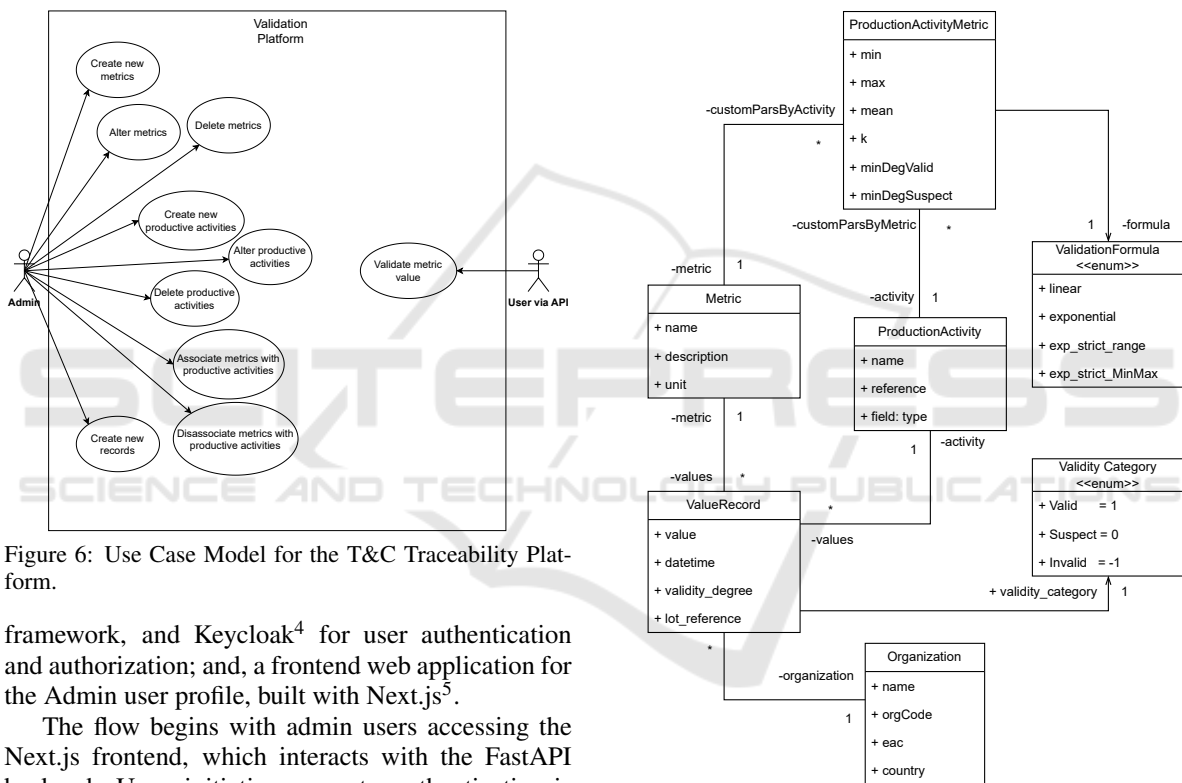 Validation
Platform
Create new
metrics
Alter metrics
Delete metrics
Create new
productive activities
Alter productive
activities
Delete productive
activities
Associate metrics with
productive activities
Disassociate metrics with
productive activities
Create new
records
Admin
Validate metric
value
User via API
Figure 6: Use Case Model for the T&C Traceability Plat-
form.
framework, and Keycloak4 for user authentication
and authorization; and, a frontend web application for
the Admin user profile, built with Next.js5.
The flow begins with admin users accessing the
Next.js frontend, which interacts with the FastAPI
ProductionActivityMetric
+ min
+ max
+ mean
+ k
+ minDegValid
+ minDegSuspect
-customParsByActivity
*
-customParsByMetric
*
1
-formula
ValidationFormula
<<enum>>
+ linear
+ exponential
+ exp_strict_range
+ exp_strict_MinMax
-metric
1
Metric
+ name
+ description
+ unit
-activity
1
ProductionActivity
+ name
+ reference
+ field: type
-metric
1
1
-activity
-values
*
ValueRecord
+ value
+ datetime
+ validity_degree
+ lot_reference
*
-values
Validity Category
<<enum>>
+ Valid = 1
+ Suspect = 0
+ Invalid = -1
+ validity_category
1
*
-organization
1
Organization
+ name
+ orgCode
+ eac
+ country
SCITEPRESS
SCIENCE AND TECHNOLOGY PUBLICATIONS